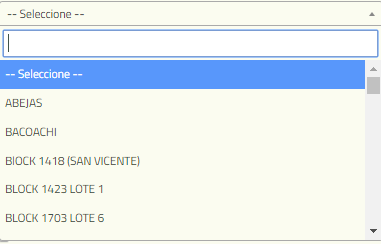 -- Seleccione --
-- Seleccione --
ABEJAS
BACOACHI
BIOCK 1418 (SAN VICENTE)
BLOCK 1423 LOTE 1
BLOCK 1703 LOTE 6